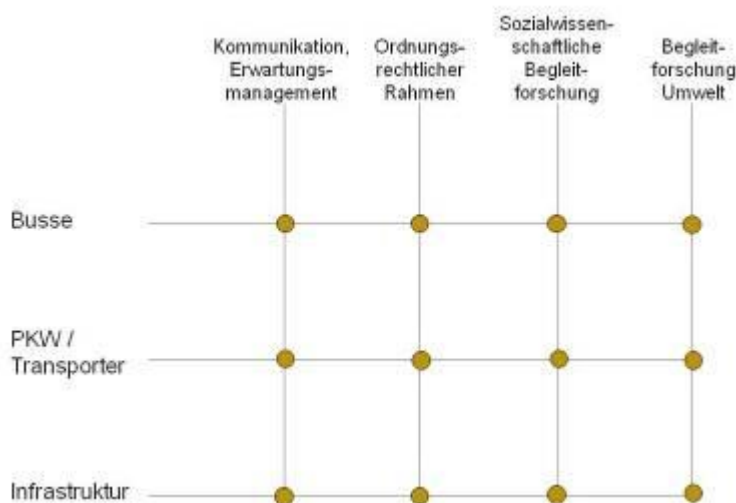 Kommunikation,
Erwartungs-
management
Ordnungs-
rechtlicher
Rahmen
Sozialwissen-
schaftliche
Begleit-
forschung
Begleit-
forschung
Umwelt
Busse
PKW /
Transporter
Infrastruktur